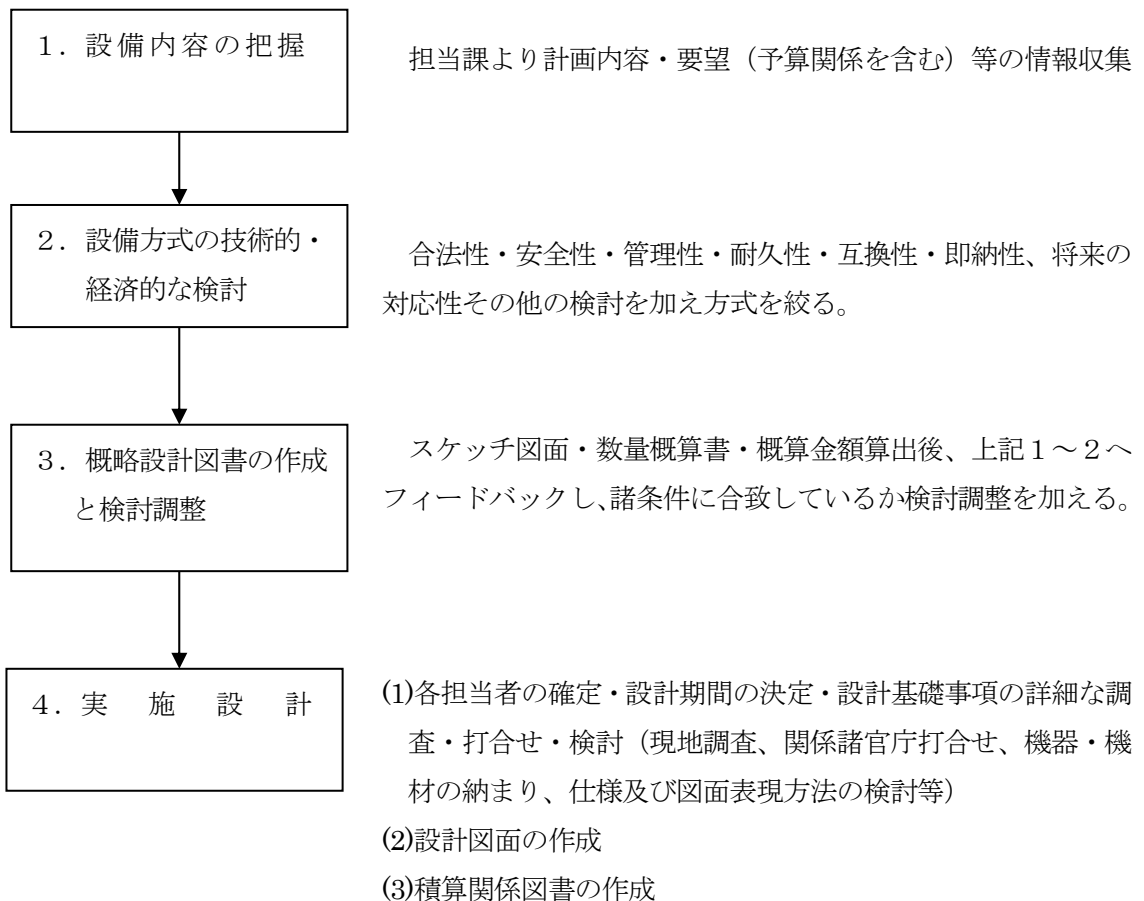 １．設備内容の把握
担当課より計画内容・要望（予算関係を含む）等の情報収集
２．設備方式の技術的・
経済的な検討
合法性・安全性・管理性・耐久性・互換性・即納性、将来の
対応性その他の検討を加え方式を絞る。
３．概略設計図書の作成
と検討調整
スケッチ図面・数量概算書・概算金額算出後、上記１～２へ
フィードバックし、諸条件に合致しているか検討調整を加える。
４．実　施　設　計
(1)各担当者の確定・設計期間の決定・設計基礎事項の詳細な調
査・打合せ・検討（現地調査、関係諸官庁打合せ、機器・機
材の納まり、仕様及び図面表現方法の検討等）
(2)設計図面の作成
(3)積算関係図書の作成